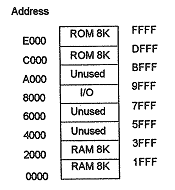 Address
ROM 8K FFFF
E000
ROM 8K DFFF
C000
Unused BFFF
A000
I/O 9FFF
8000
Unused 7FFF
6000
Unused 5FFF
4000
RAM 8K 3FFF
2000
RAM 8K 1FFF
0000